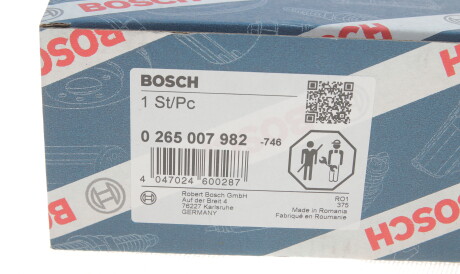 BOSCH
BOSCH
1 St/Pc
0 265 007 982 -746
4 047024 600287
BOSCH
Robert Bosch GmbH
Auf der Breit 4
76227 Karlsruhe
GERMANY
RO1
375
Made in Romania
Fabriqué en Roumanie